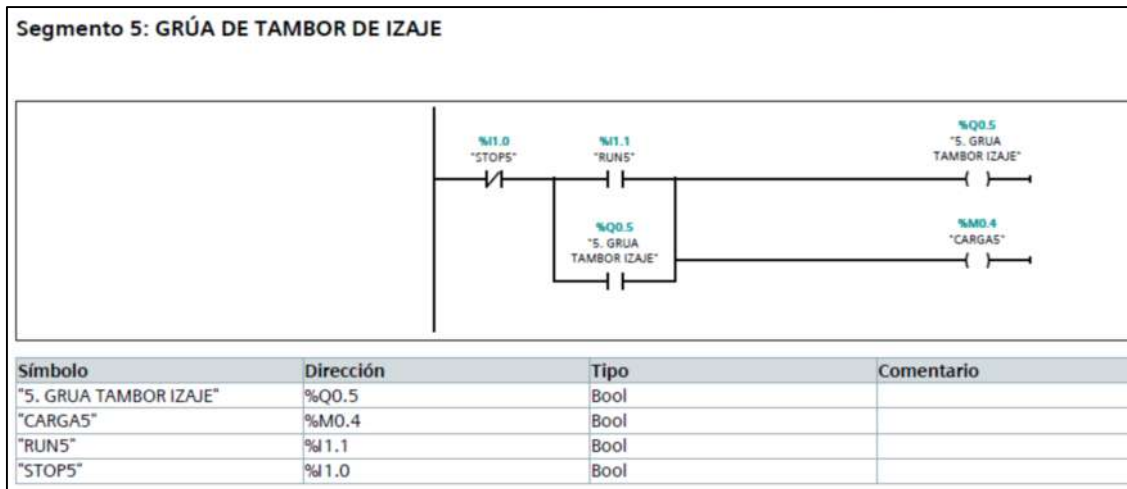 Segmento 5: GRÚA DE TAMBOR DE IZAJE
%I1.0 %I1.1 %Q0.5
"STOP5" "RUN5" "5. GRUA
TAMBOR IZAJE"
%Q0.5 %M0.4
"5. GRUA "CARGA5"
TAMBOR IZAJE"
Símbolo Dirección Tipo Comentario
"5. GRUA TAMBOR IZAJE" %Q0.5 Bool
"CARGA5" %M0.4 Bool
"RUN5" %I1.1 Bool
"STOP5" %I1.0 Bool